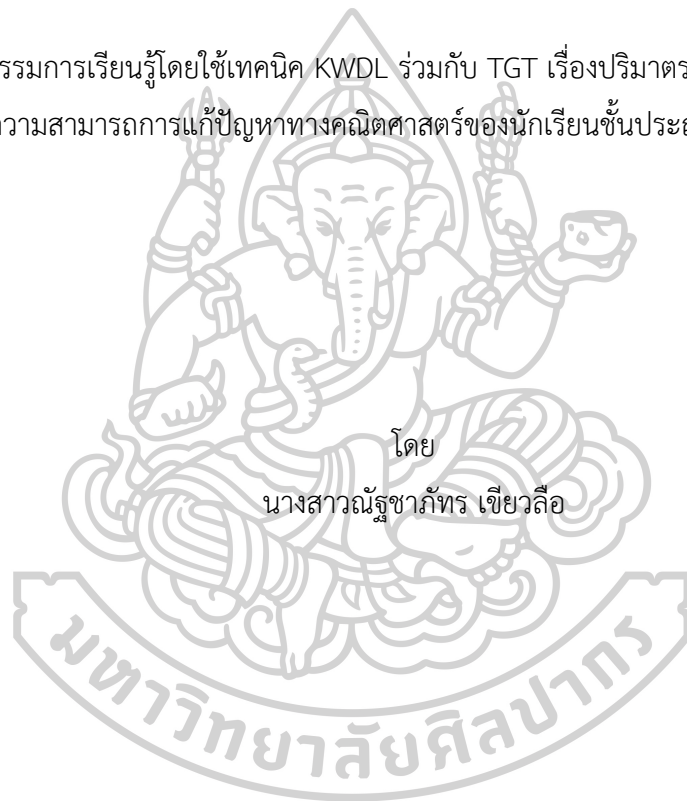 รรมการเรียนรู้โดยใช้เทคนิค KWDL ร่วมกับ TGT เรื่องปริมาตร
ความสามารถการแก้ปัญหาทางคณิตศาสตร์ของนักเรียนชั้นประถ
โดย
นางสาวณัฐชาภัทร เขียวลือ
มหาวิทยาลัยศิลปากร